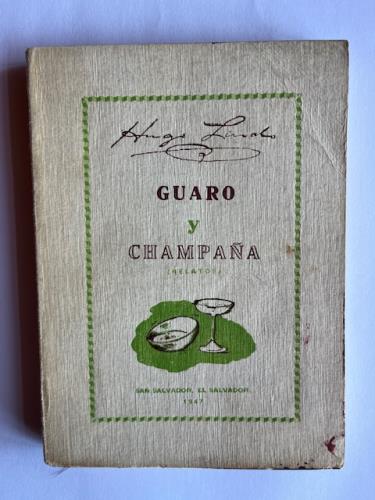 Hugo Lindo
GUARO
y
CHAMPAÑA
(RELATOS)
SAN SALVADOR, EL SALVADOR
1947